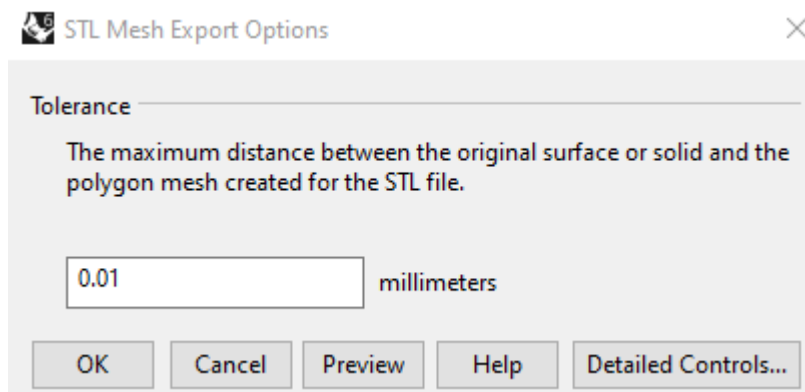 STL Mesh Export Options
Tolerance
The maximum distance between the original surface or solid and the
polygon mesh created for the STL file.
0.01 millimeters
OK Cancel Preview Help Detailed Controls...